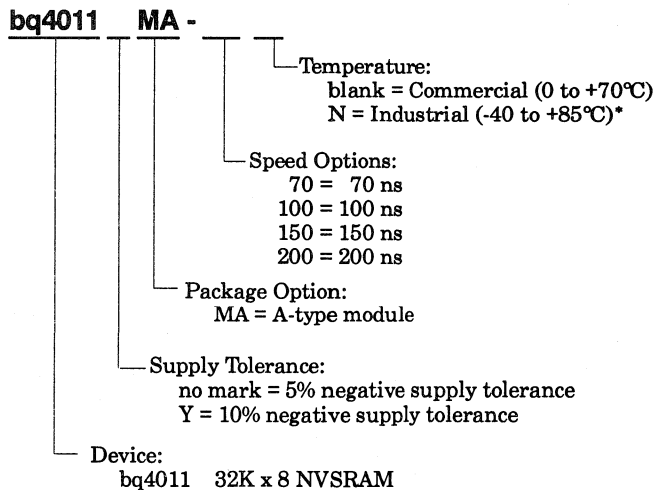 bq4011 _ MA - _ _
Temperature:
blank = Commercial (0 to +70°C)
N = Industrial (-40 to +85°C)*
Speed Options:
70 = 70 ns
100 = 100 ns
150 = 150 ns
200 = 200 ns
Package Option:
MA = A-type module
Supply Tolerance:
no mark = 5% negative supply tolerance
Y = 10% negative supply tolerance
Device:
bq4011 32K x 8 NVSRAM